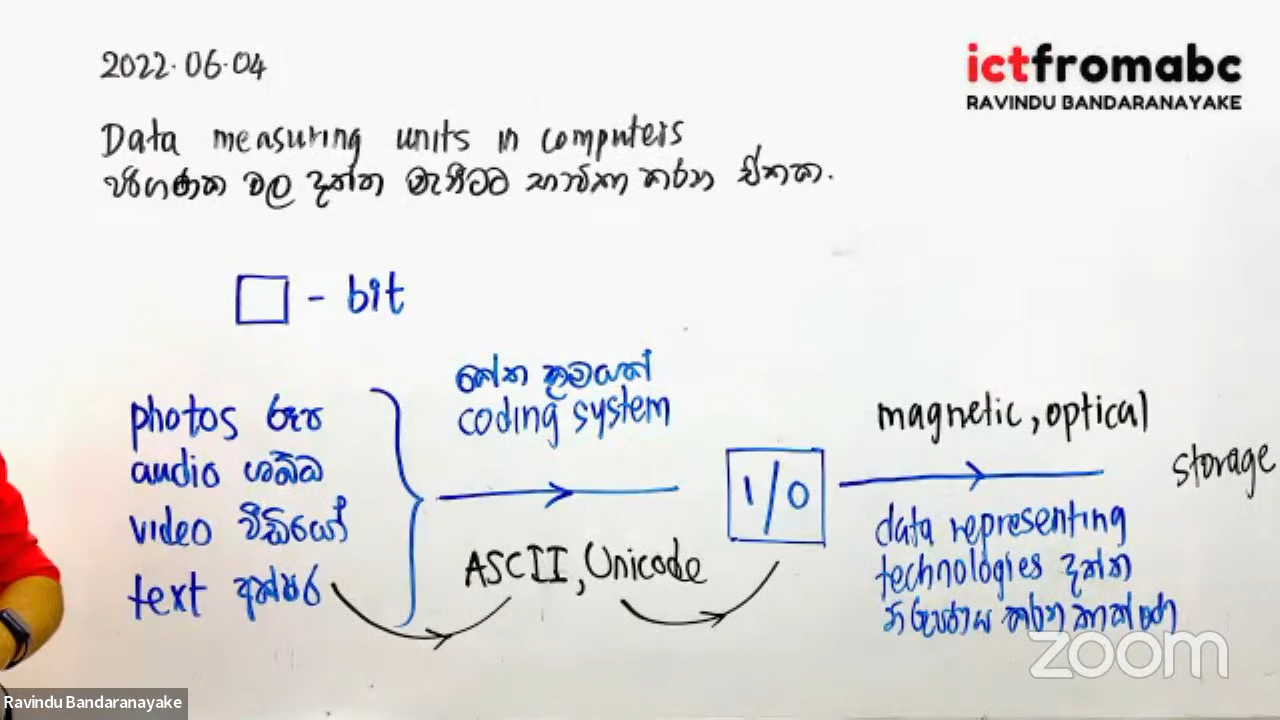 2022.06.04
ictfromabc
RAVINDU BANDARANAYAKE
Data measuring units in computers
පරිගණක වල දත්ත මැනීමට භාවිතා කරන ඒකක.
- bit
කේත ක්‍රමයක්
coding system
photos රූප
audio ශබ්ද
video වීඩියෝ
text අක්ෂර
ASCII, Unicode
1/0
magnetic, optical
storage
data representing
technologies දත්ත
නිරූපණය කරන තාක්ෂණ
zoom
Ravindu Bandaranayake